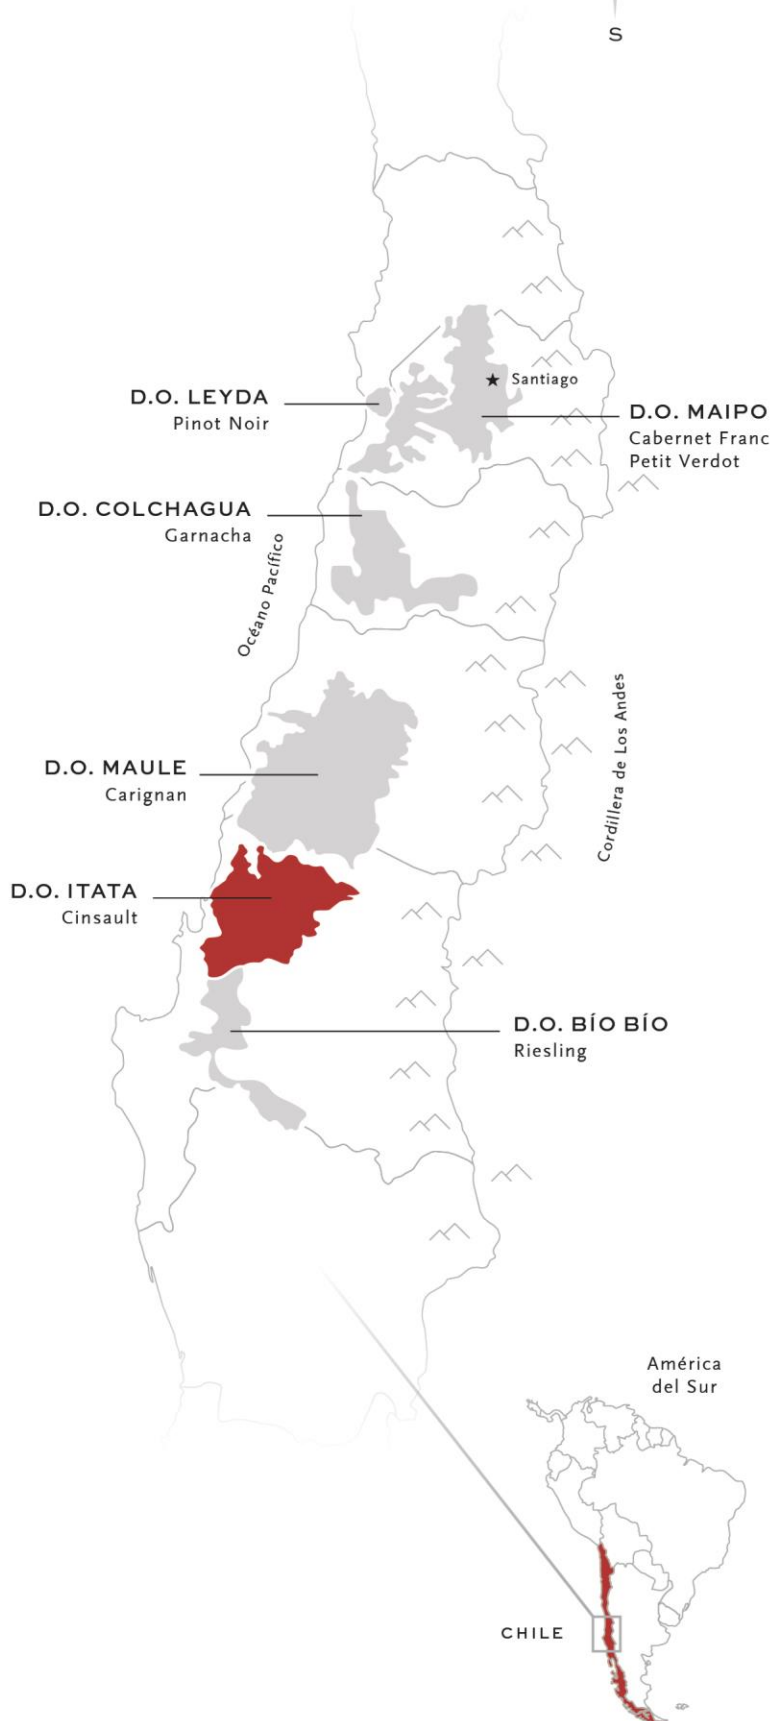 S
Santiago
D.O. LEYDA
Pinot Noir
D.O. MAIPO
Cabernet Franc
Petit Verdot
D.O. COLCHAGUA
Garnacha
Océano Pacífico
Cordillera de Los Andes
D.O. MAULE
Carignan
D.O. ITATA
Cinsault
D.O. BÍO BÍO
Riesling
América
del Sur
CHILE